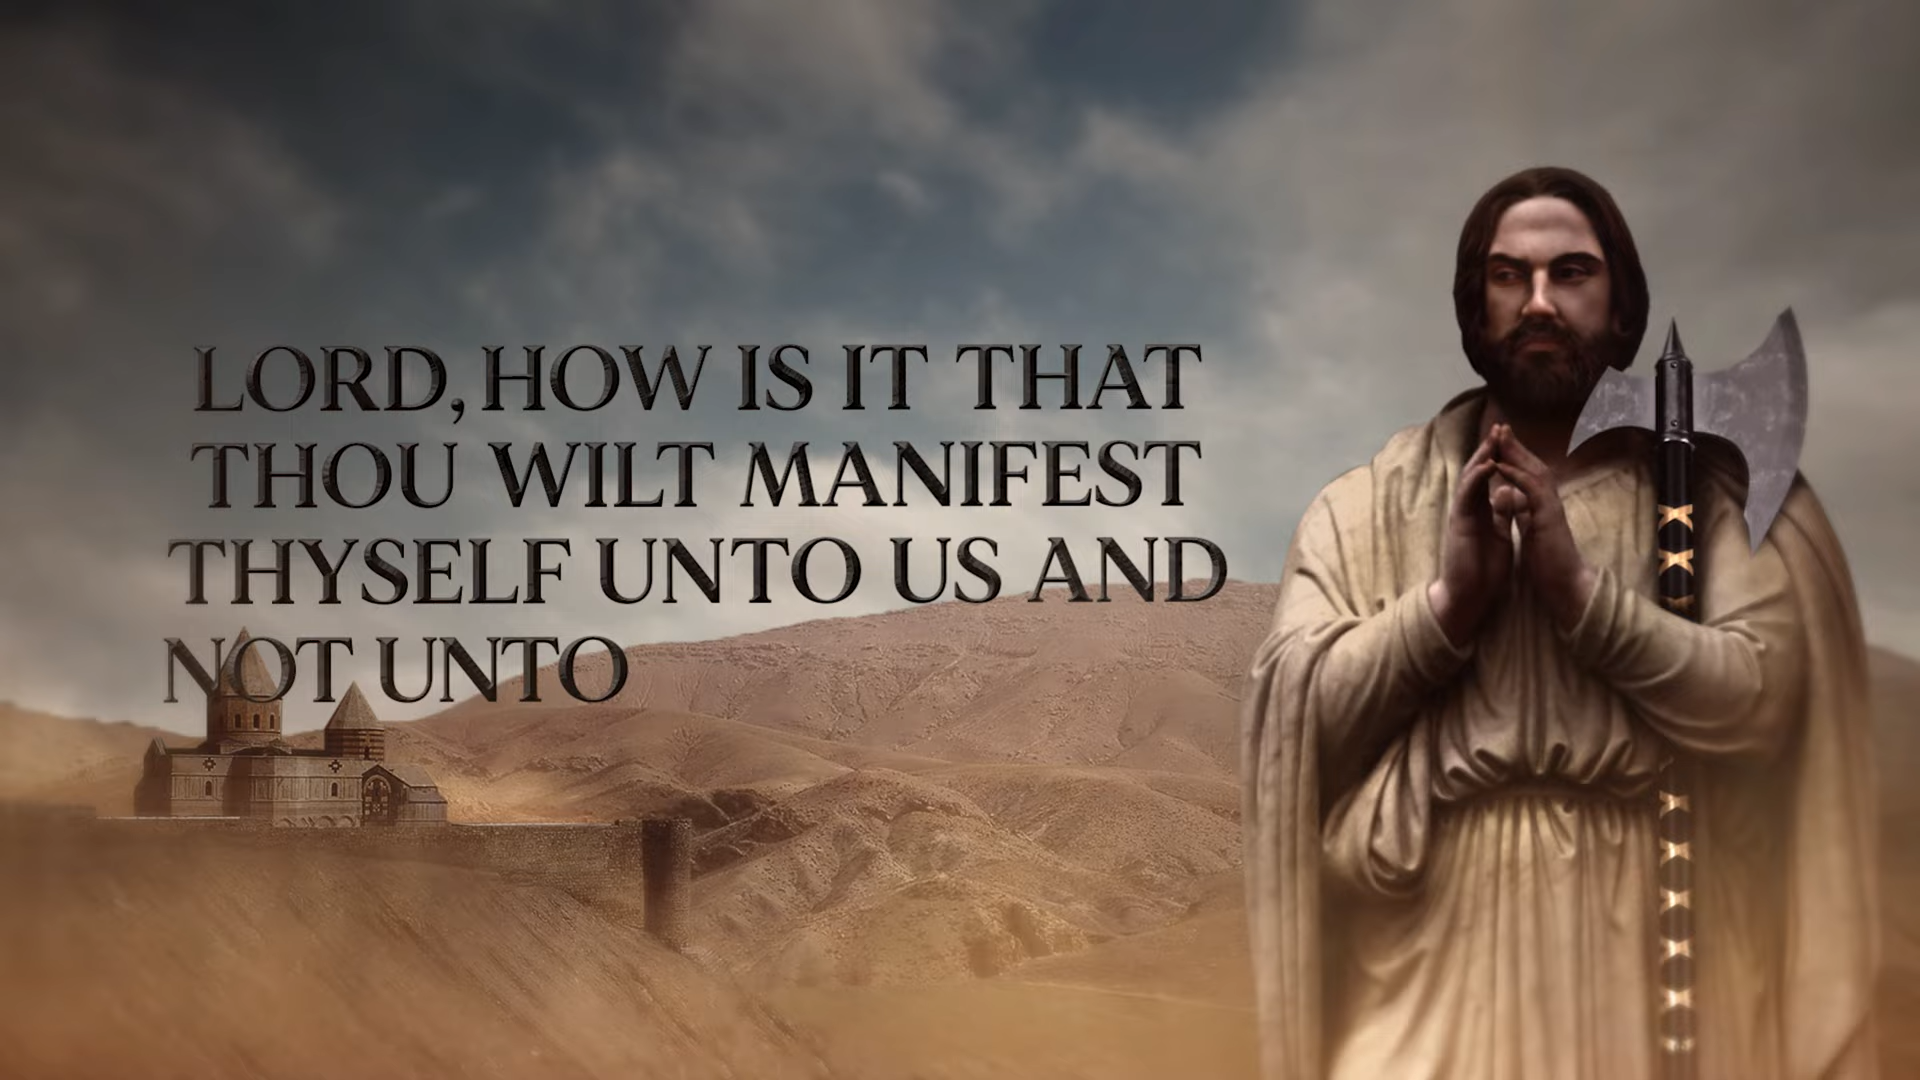 LORD, HOW IS IT THAT
THOU WILT MANIFEST
THYSELF UNTO US AND
NOT UNTO